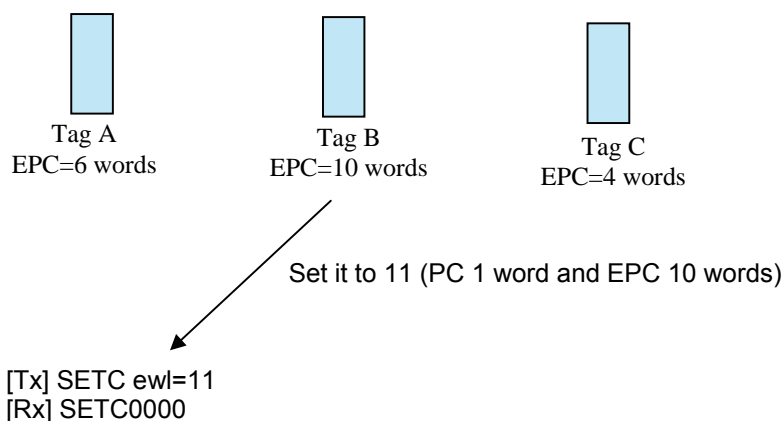 Tag A
EPC=6 words
Tag B
EPC=10 words
Tag C
EPC=4 words
Set it to 11 (PC 1 word and EPC 10 words)
[Tx] SETC ewl=11
[Rx] SETC0000